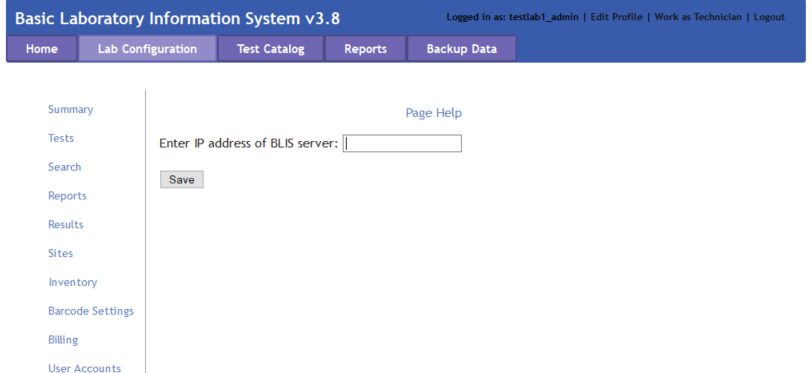 Basic Laboratory Information System v3.8
Logged in as: testlab1_admin | Edit Profile | Work as Technician | Logout
Home Lab Configuration Test Catalog Reports Backup Data
Summary
Tests
Search
Reports
Results
Sites
Inventory
Barcode Settings
Billing
User Accounts
Page Help
Enter IP address of BLIS server:
Save